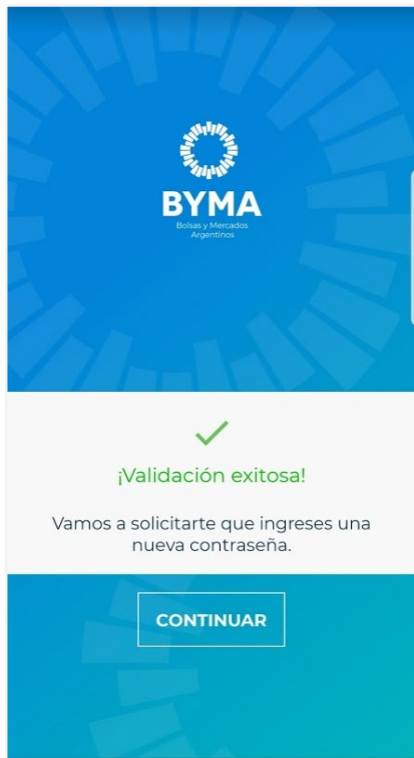 BYMA
Bolsas y Mercados
Argentinos
¡Validación exitosa!
Vamos a solicitarte que ingreses una
nueva contraseña.
CONTINUAR